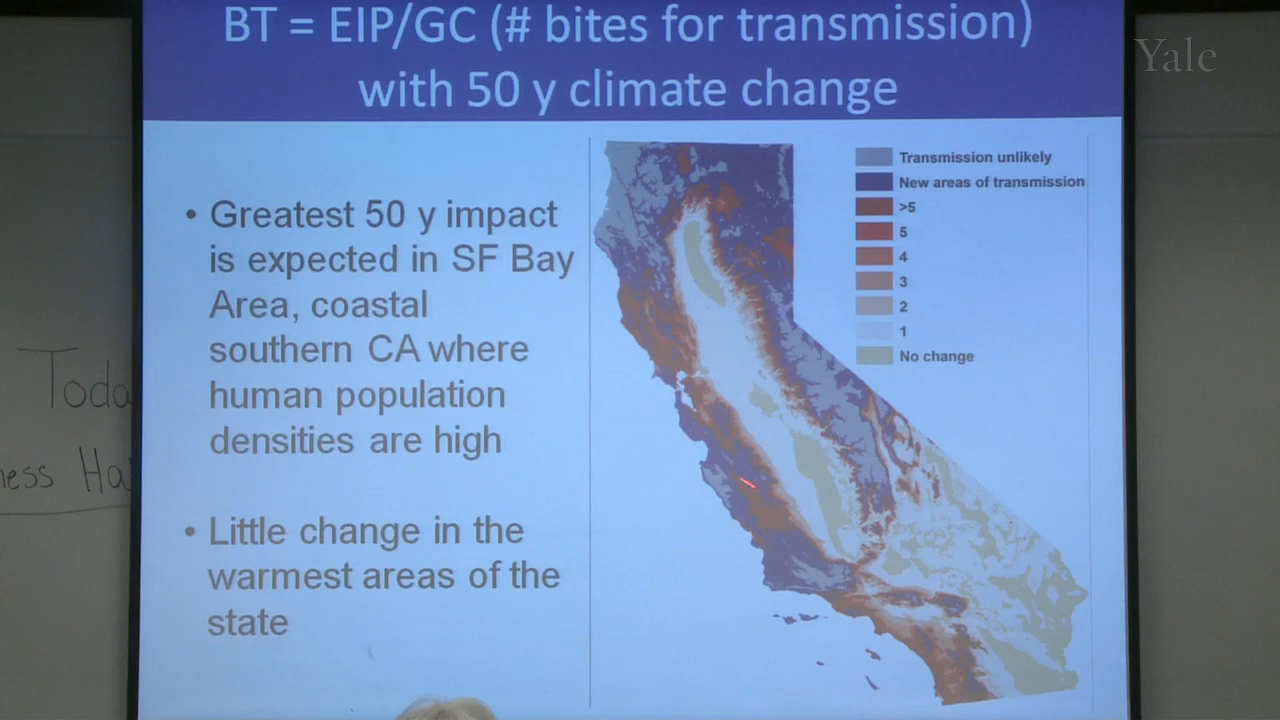 BT = EIP/GC (# bites for transmission)
with 50 y climate change
Yale
• Greatest 50 y impact
is expected in SF Bay
Area, coastal
southern CA where
human population
densities are high
• Little change in the
warmest areas of the
state
Transmission unlikely
New areas of transmission
>5
5
4
3
2
1
No change
Toda
ness Ha